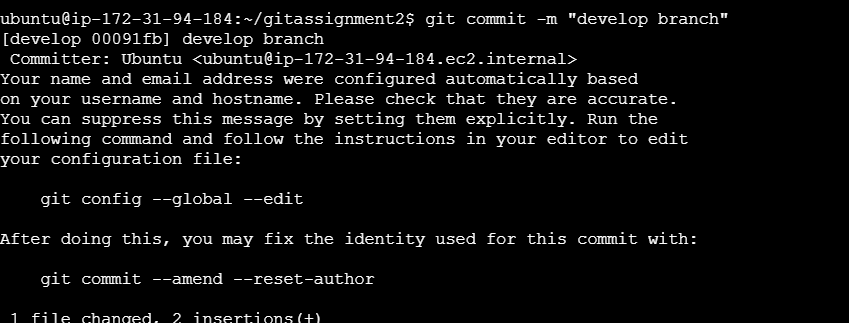 ubuntu@ip-172-31-94-184:~/gitassignment2$ git commit -m "develop branch"
[develop 00091fb] develop branch
 Committer: Ubuntu <ubuntu@ip-172-31-94-184.ec2.internal>
Your name and email address were configured automatically based
on your username and hostname. Please check that they are accurate.
You can suppress this message by setting them explicitly. Run the
following command and follow the instructions in your editor to edit
your configuration file:

    git config --global --edit

After doing this, you may fix the identity used for this commit with:

    git commit --amend --reset-author

 1 file changed, 2 insertions(+)